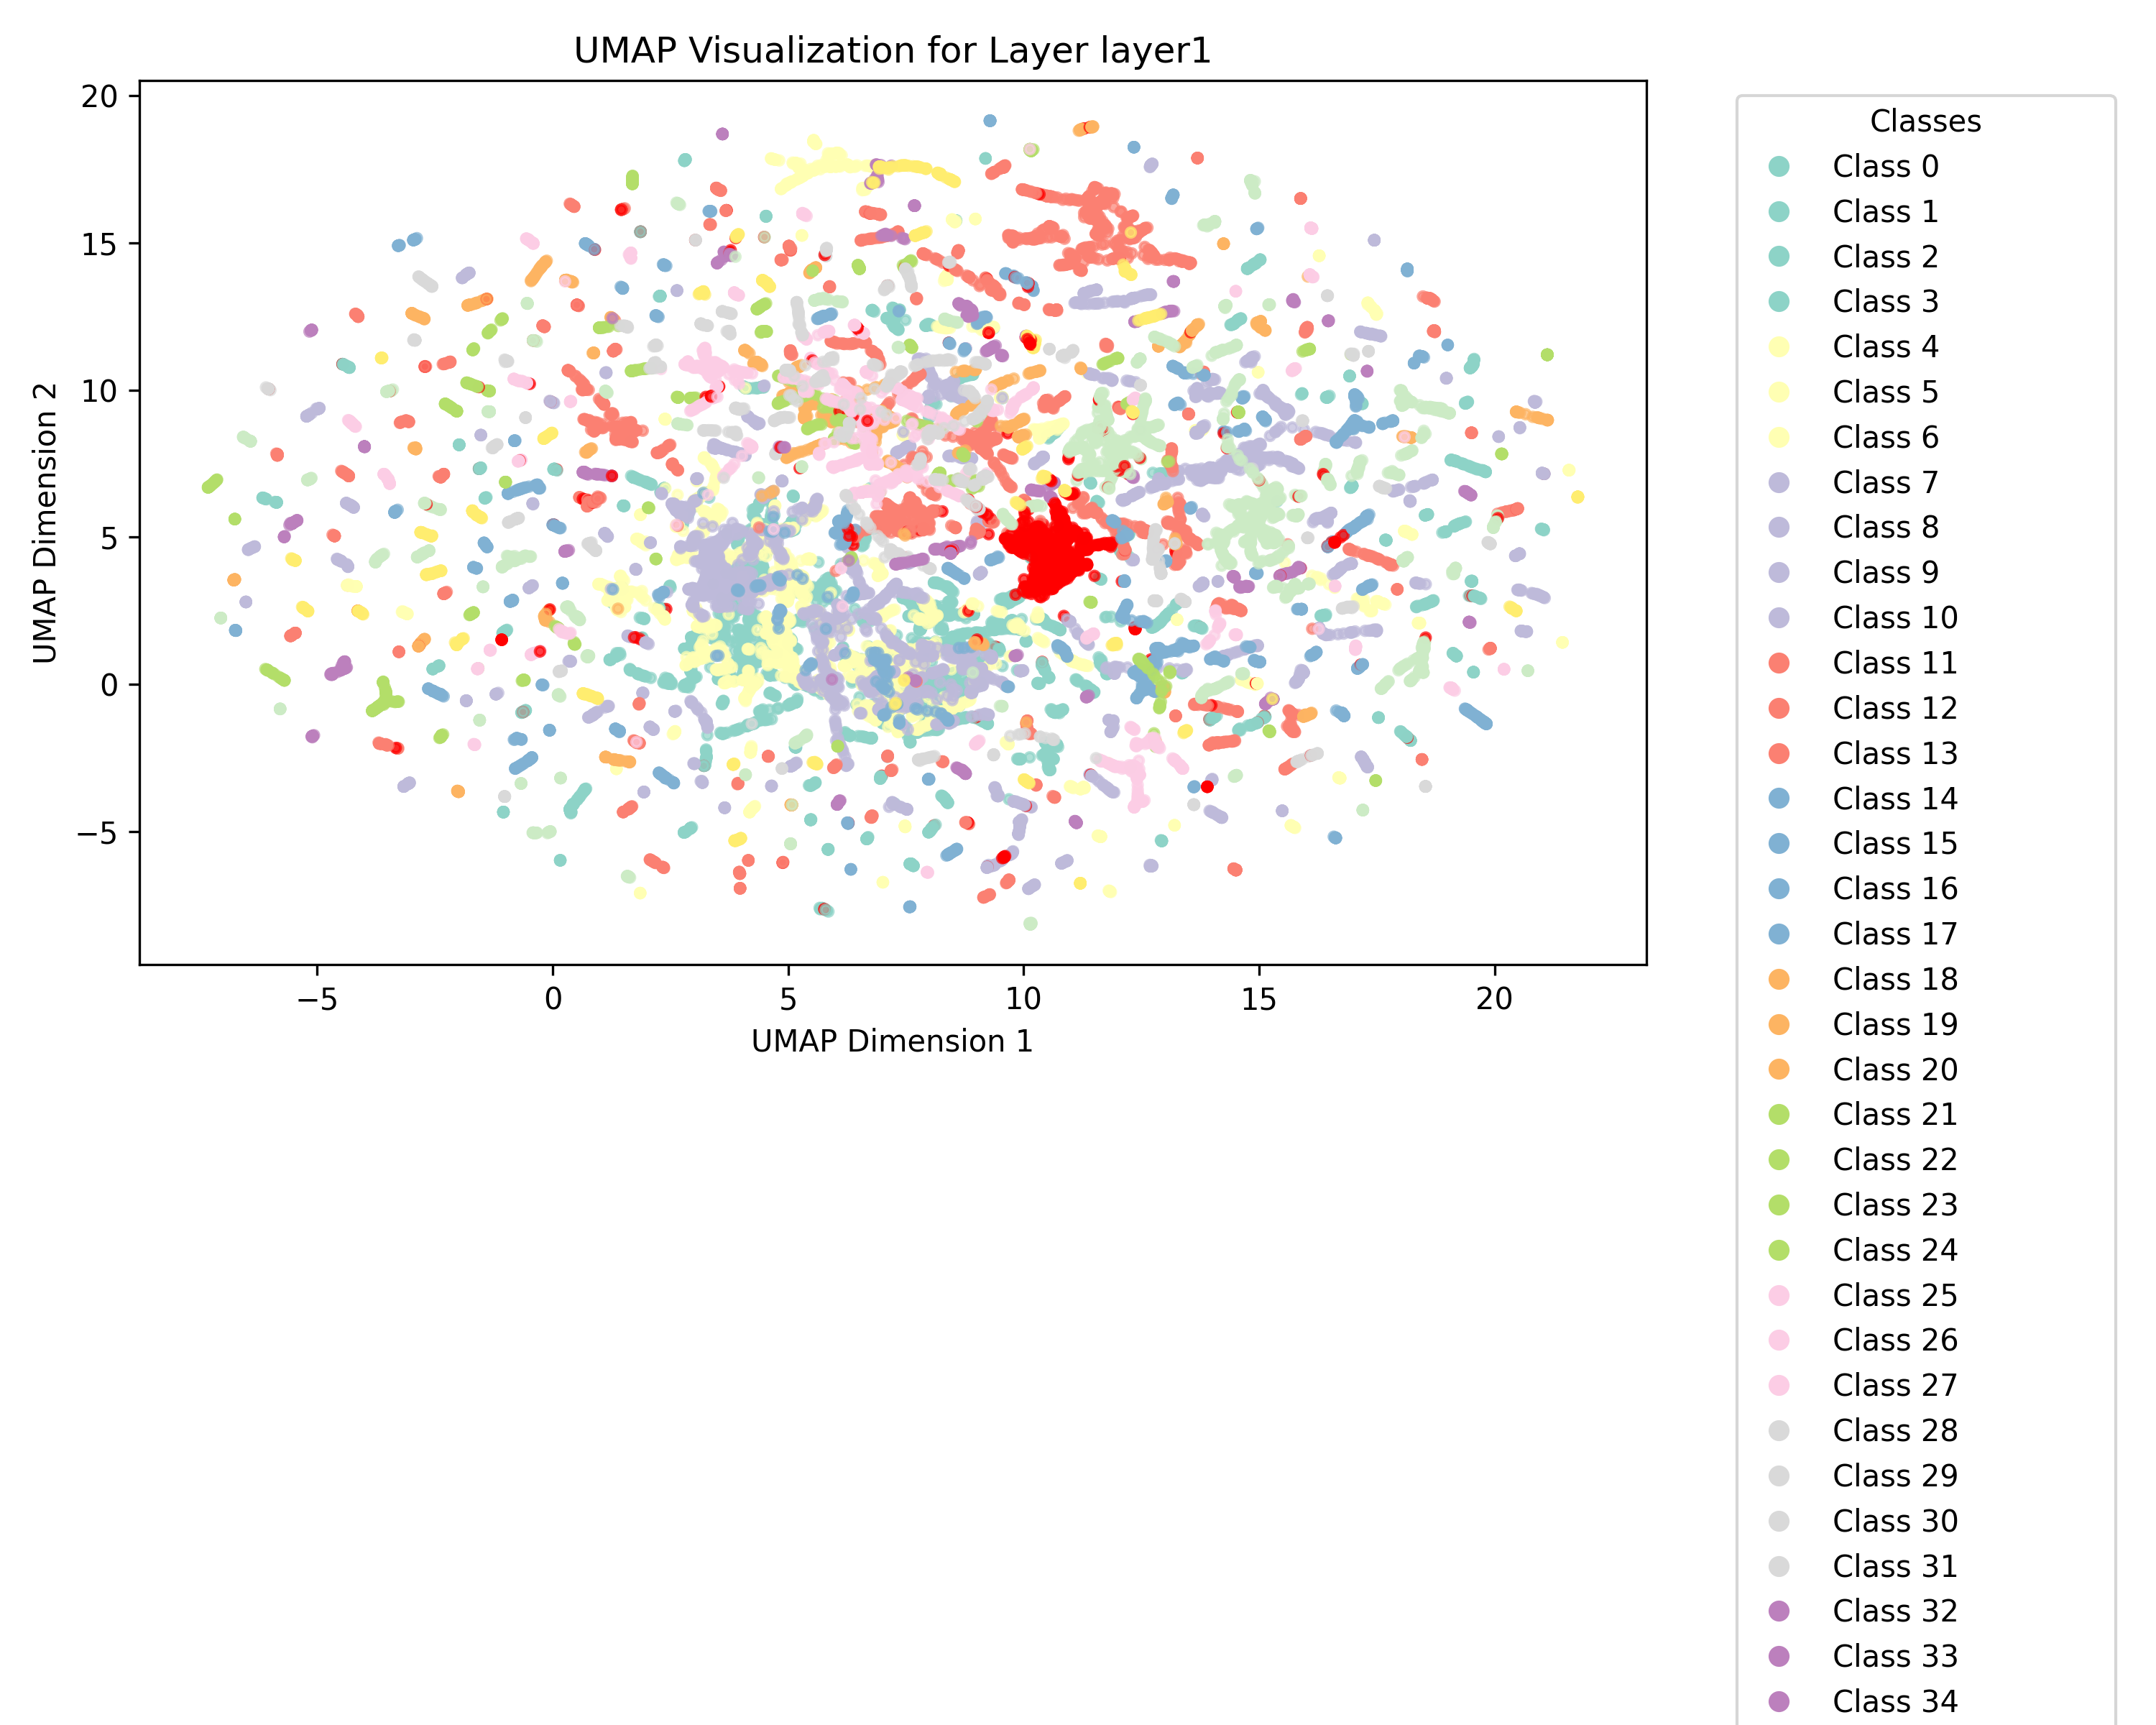 UMAP Visualization for Layer layer1
20
15
10
5
0
−5
UMAP Dimension 2
−5
0
5
10
15
20
UMAP Dimension 1
Classes
Class 0
Class 1
Class 2
Class 3
Class 4
Class 5
Class 6
Class 7
Class 8
Class 9
Class 10
Class 11
Class 12
Class 13
Class 14
Class 15
Class 16
Class 17
Class 18
Class 19
Class 20
Class 21
Class 22
Class 23
Class 24
Class 25
Class 26
Class 27
Class 28
Class 29
Class 30
Class 31
Class 32
Class 33
Class 34